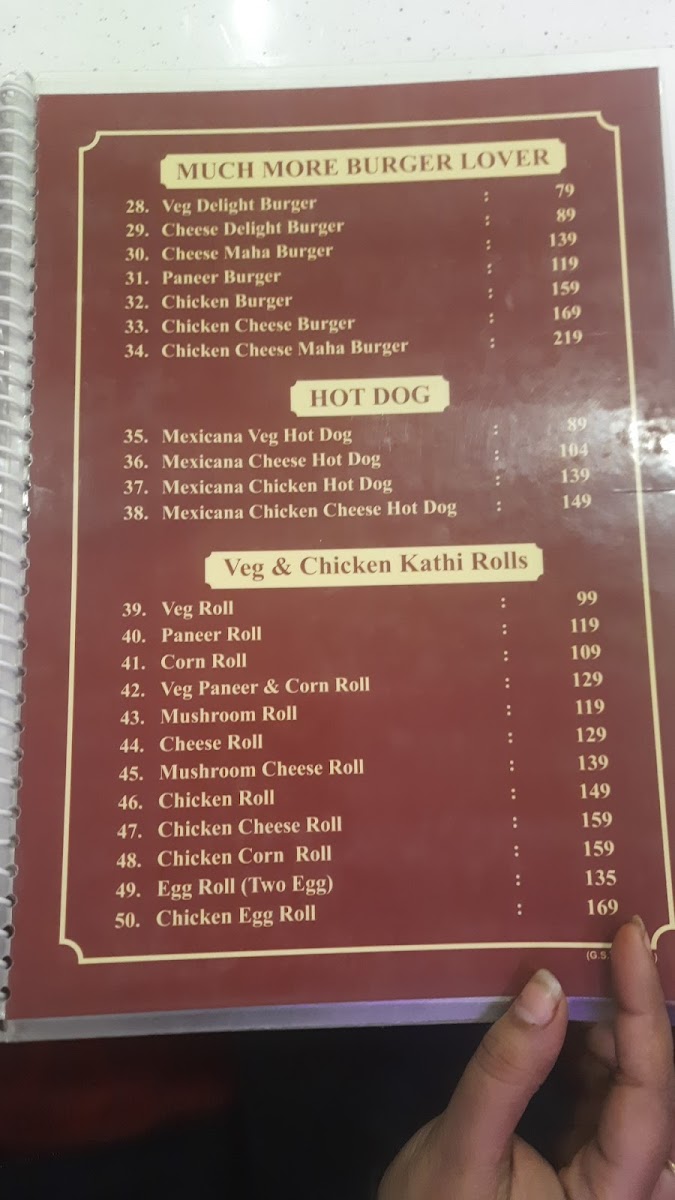 MUCH MORE BURGER LOVER
28. Veg Delight Burger : 79
29. Cheese Delight Burger : 89
30. Cheese Maha Burger : 139
31. Paneer Burger : 119
32. Chicken Burger : 159
33. Chicken Cheese Burger : 169
34. Chicken Cheese Maha Burger : 219
HOT DOG
35. Mexicana Veg Hot Dog : 89
36. Mexicana Cheese Hot Dog : 104
37. Mexicana Chicken Hot Dog : 139
38. Mexicana Chicken Cheese Hot Dog : 149
Veg & Chicken Kathi Rolls
39. Veg Roll : 99
40. Paneer Roll : 119
41. Corn Roll : 109
42. Veg Paneer & Corn Roll : 129
43. Mushroom Roll : 119
44. Cheese Roll : 129
45. Mushroom Cheese Roll : 139
46. Chicken Roll : 149
47. Chicken Cheese Roll : 159
48. Chicken Corn Roll : 159
49. Egg Roll (Two Egg) : 135
50. Chicken Egg Roll : 169